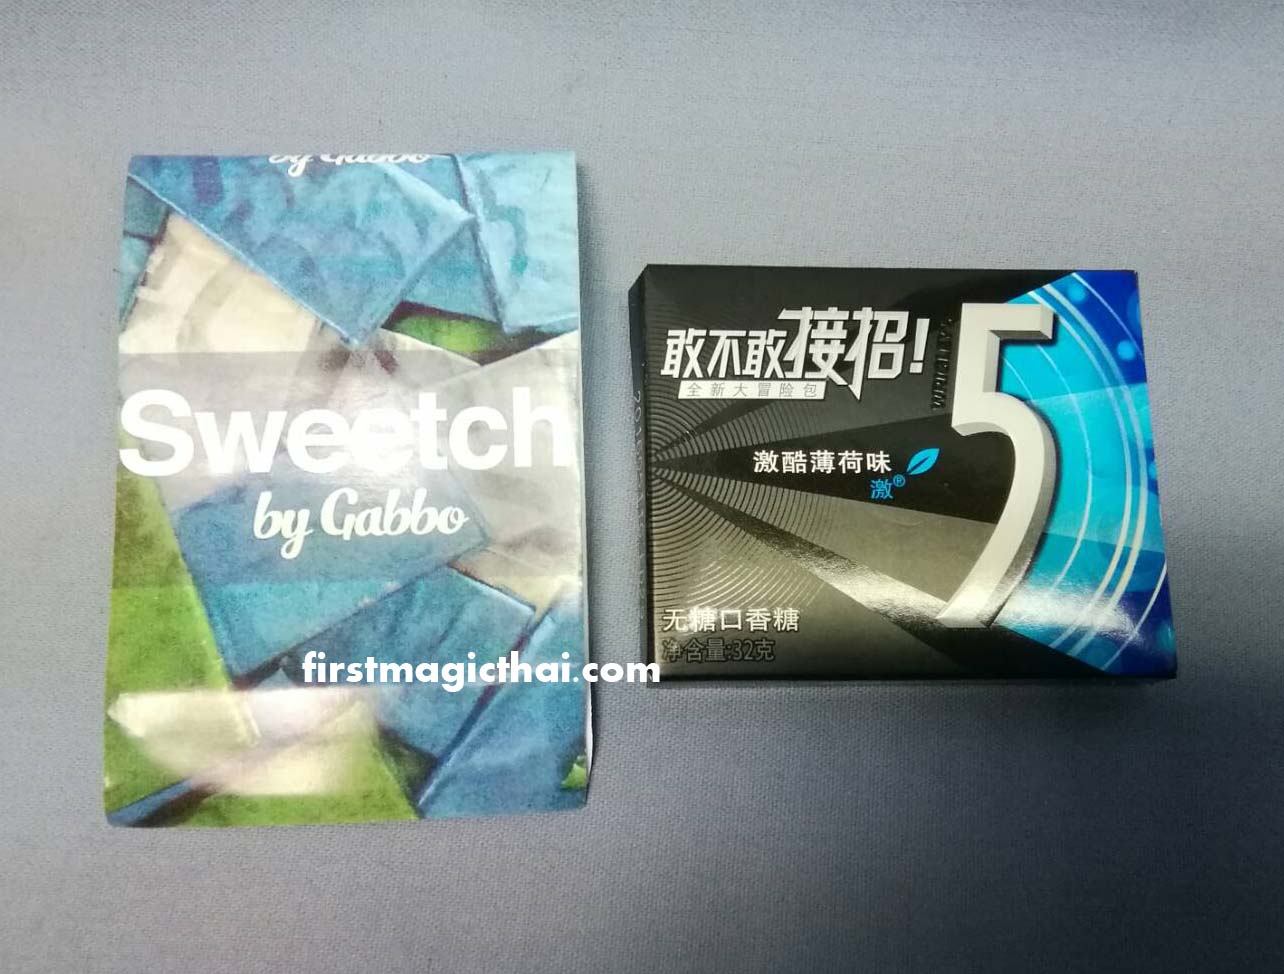 by Gabbo
Sweetch
by Gabbo
敢不敢接招!
全新大冒险包
5
激酷薄荷味
激®
无糖口香糖
净含量:32克
firstmagicthai.com